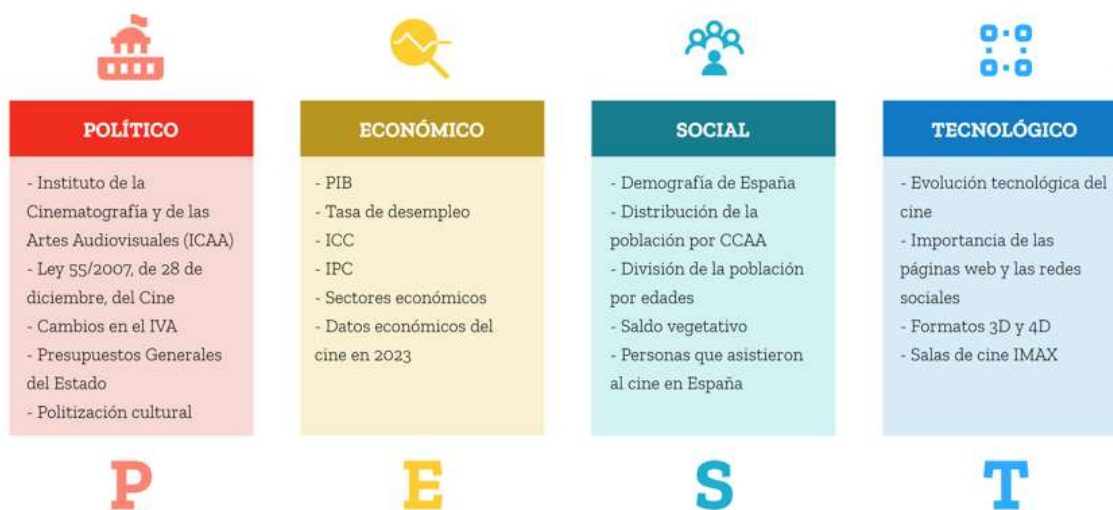 POLÍTICO
- Instituto de la
Cinematografía y de las
Artes Audiovisuales (ICAA)
- Ley 55/2007, de 28 de
diciembre, del Cine
- Cambios en el IVA
- Presupuestos Generales
del Estado
- Politización cultural
P
ECONÓMICO
- PIB
- Tasa de desempleo
- ICC
- IPC
- Sectores económicos
- Datos económicos del
cine en 2023
E
SOCIAL
- Demografía de España
- Distribución de la
población por CCAA
- División de la población
por edades
- Saldo vegetativo
- Personas que asistieron
al cine en España
S
TECNOLÓGICO
- Evolución tecnológica del
cine
- Importancia de las
páginas web y las redes
sociales
- Formatos 3D y 4D
- Salas de cine IMAX
T